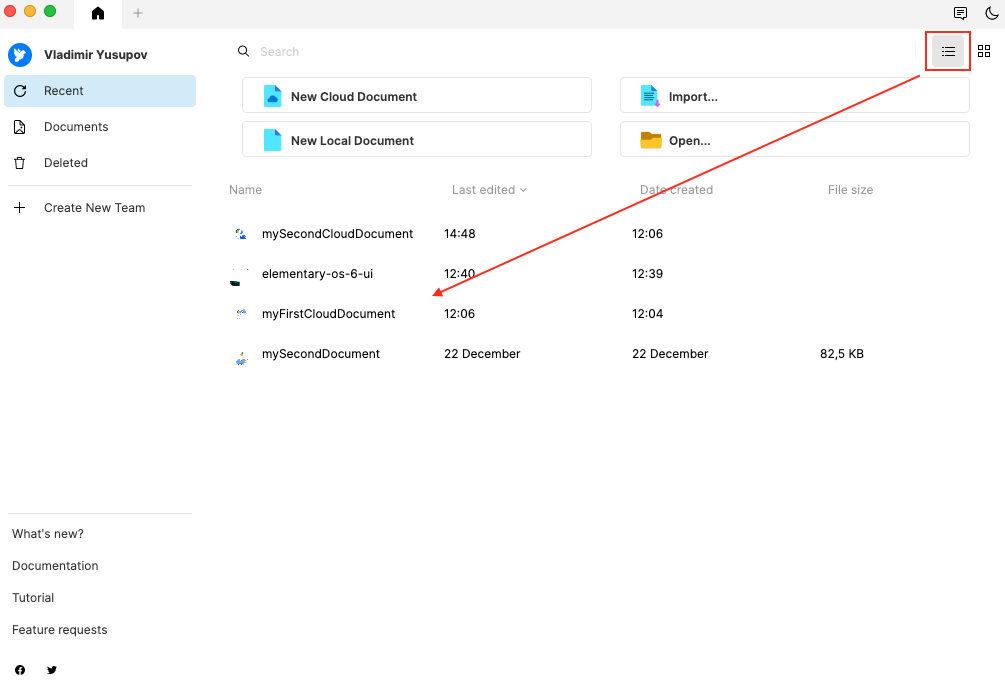 Vladimir Yusupov
Recent
Documents
Deleted
Create New Team
Search
New Cloud Document
Import...
New Local Document
Open...
Name Last edited Date created File size
mySecondCloudDocument 14:48 12:06
elementary-os-6-ui 12:40 12:39
myFirstCloudDocument 12:06 12:04
mySecondDocument 22 December 22 December 82,5 KB
What's new?
Documentation
Tutorial
Feature requests